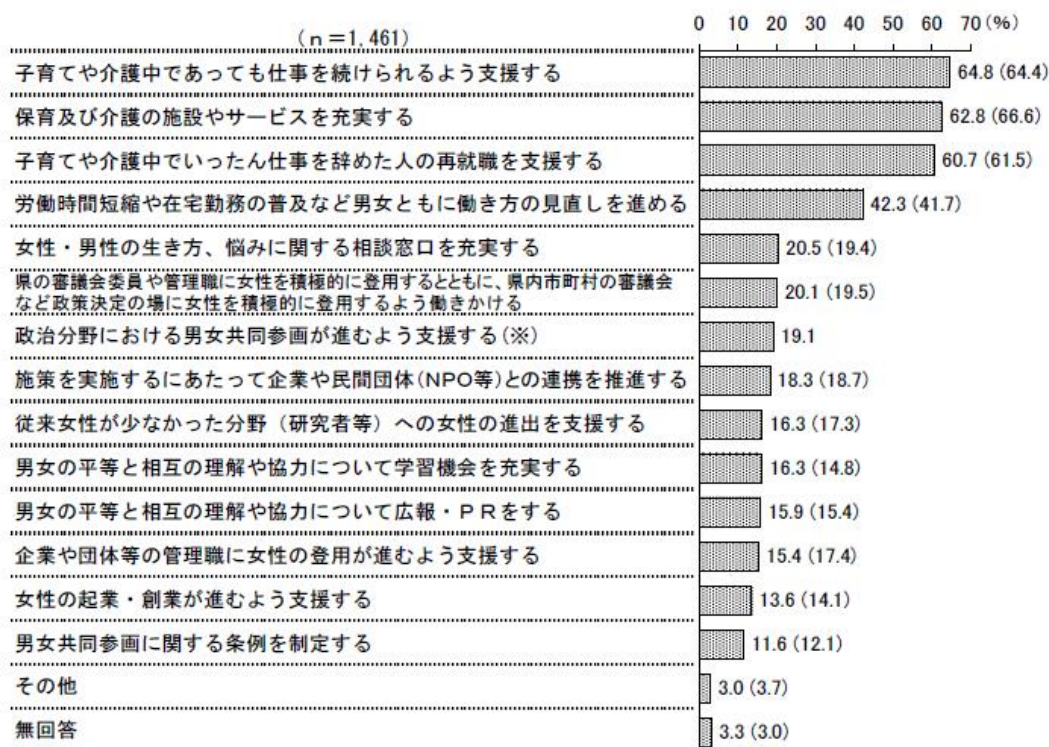 0 10 20 30 40 50 60 70(%)
(n=1,461)
子育てや介護中であっても仕事を続けられるよう支援する 64.8(64.4)
保育及び介護の施設やサービスを充実する 62.8(66.6)
子育てや介護中でいったん仕事を辞めた人の再就職を支援する 60.7(61.5)
労働時間短縮や在宅勤務の普及など男女ともに働き方の見直しを進める 42.3(41.7)
女性・男性の生き方、悩みに関する相談窓口を充実する 20.5(19.4)
県の審議会委員や管理職に女性を積極的に登用するとともに、県内市町村の審議会
など政策決定の場に女性を積極的に登用するよう働きかける 20.1(19.5)
政治分野における男女共同参画が進むよう支援する(※) 19.1
施策を実施するにあたって企業や民間団体(NPO等)との連携を推進する 18.3(18.7)
従来女性が少なかった分野(研究者等)への女性の進出を支援する 16.3(17.3)
男女の平等と相互の理解や協力について学習機会を充実する 16.3(14.8)
男女の平等と相互の理解や協力について広報・PRをする 15.9(15.4)
企業や団体等の管理職に女性の登用が進むよう支援する 15.4(17.4)
女性の起業・創業が進むよう支援する 13.6(14.1)
男女共同参画に関する条例を制定する 11.6(12.1)
その他 3.0(3.7)
無回答 3.3(3.0)